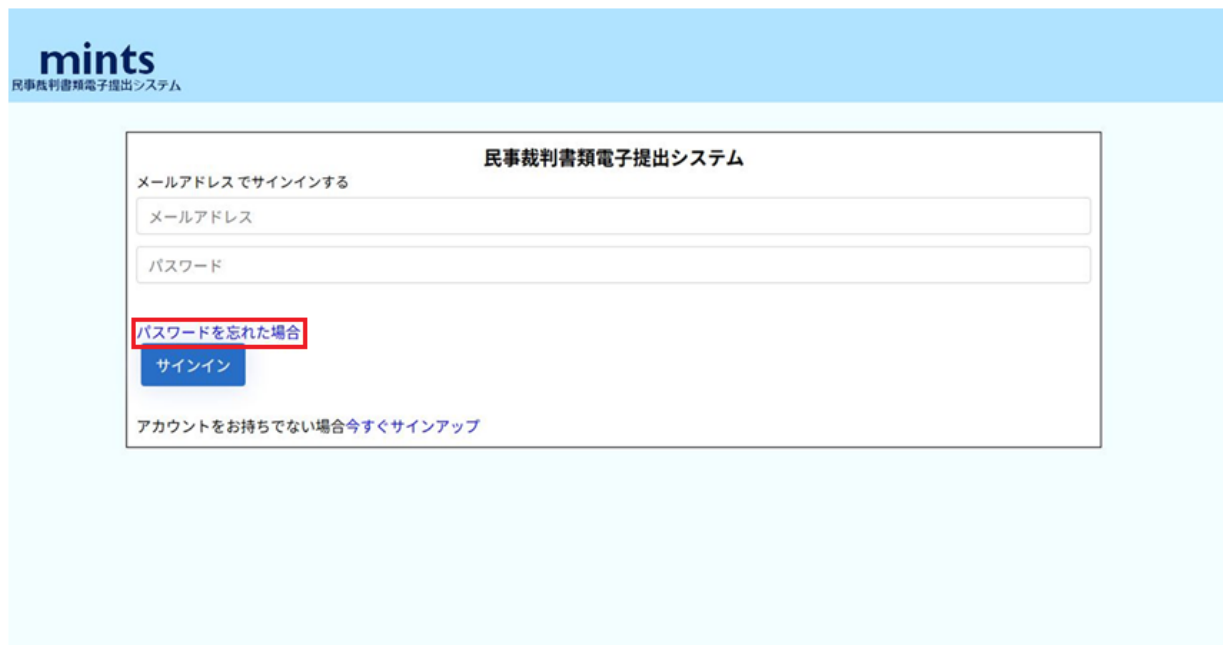 mints
民事裁判書類電子提出システム
民事裁判書類電子提出システム
メールアドレス でサインインする
メールアドレス
パスワード
パスワードを忘れた場合
サインイン
アカウントをお持ちでない場合今すぐサインアップ